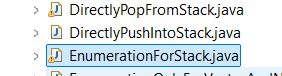 DirectlyPopFromStack.java
DirectlyPushIntoStack.java
EnumerationForStack.java